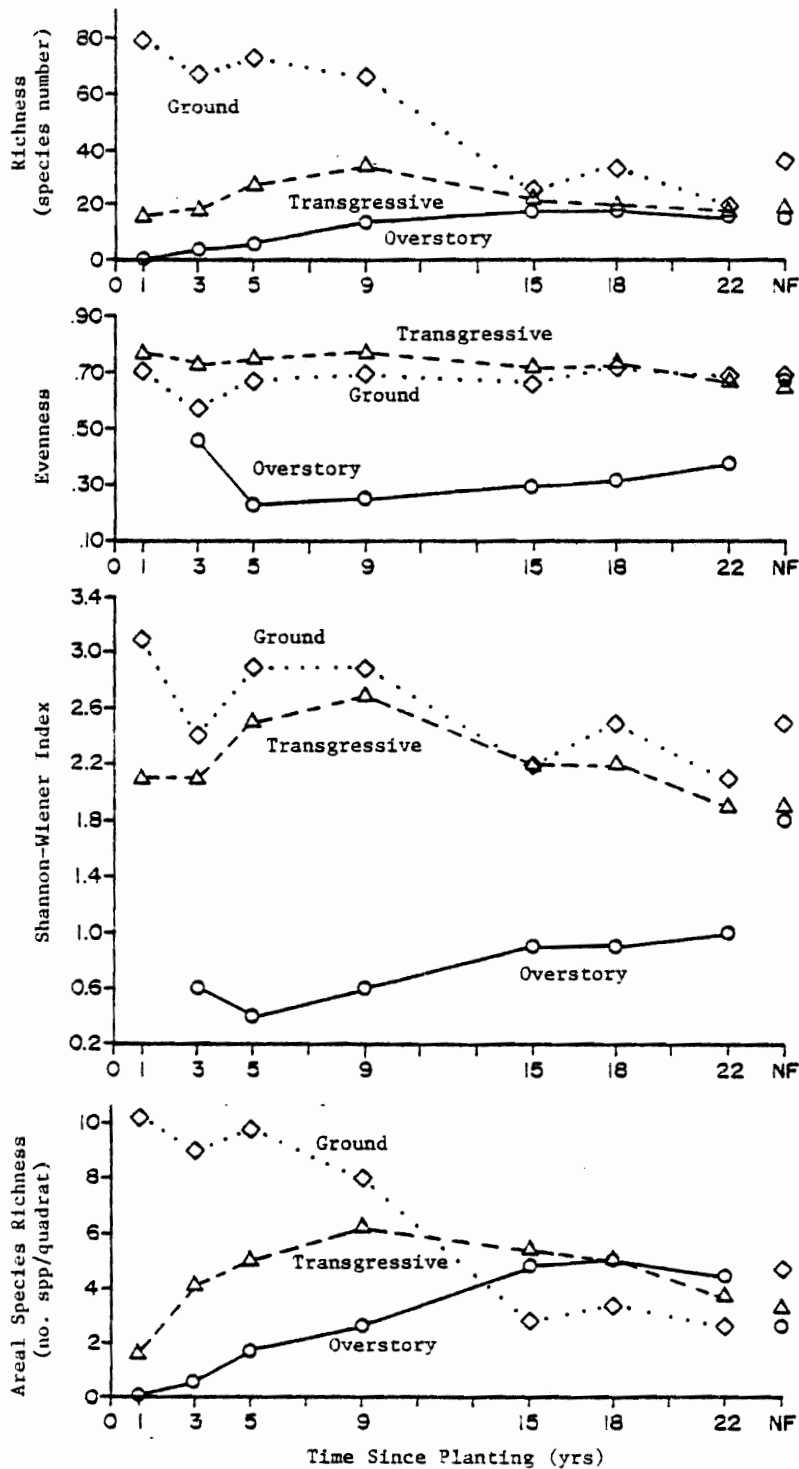 Richness
(species number)
80
60
40
20
0
Ground
Transgressive
Overstory
0 1 3 5 9 15 18 22 NF
Evenness
.90
.70
.50
.30
.10
Transgressive
Ground
Overstory
0 1 3 5 9 15 18 22 NF
Shannon-Wiener Index
3.4
3.0
2.6
2.2
1.8
1.4
1.0
0.6
0.2
Ground
Transgressive
Overstory
0 1 3 5 9 15 18 22 NF
Areal Species Richness
(no. spp/quadrat)
10
8
6
4
2
0
Ground
Transgressive
Overstory
0 1 3 5 9 15 18 22 NF
Time Since Planting (yrs)